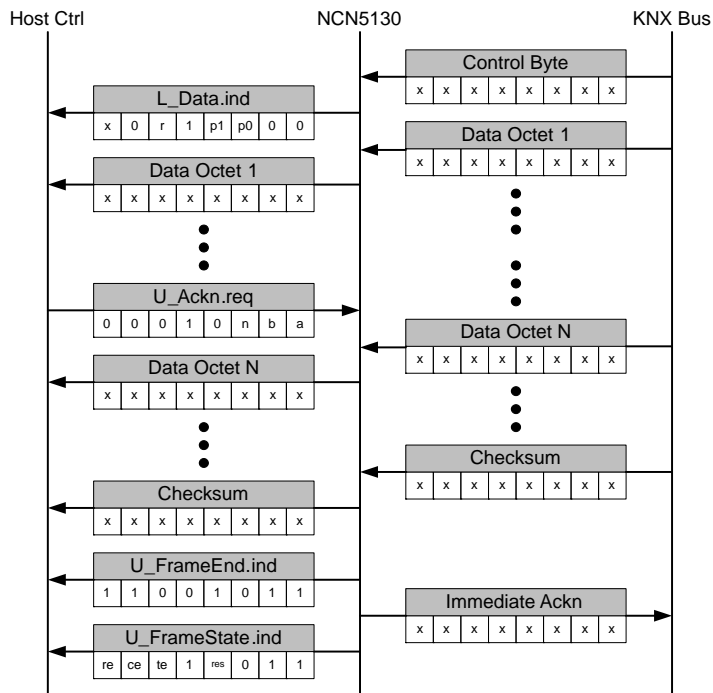 Host Ctrl NCN5130 KNX Bus
Control Byte
x x x x x x x x
L_Data.ind
x 0 r 1 p1 p0 0 0
Data Octet 1
x x x x x x x x
Data Octet 1
x x x x x x x x
U_Ackn.req
0 0 0 1 0 n b a
Data Octet N
x x x x x x x x
Data Octet N
x x x x x x x x
Checksum
x x x x x x x x
Checksum
x x x x x x x x
U_FrameEnd.ind
1 1 0 0 1 0 1 1
Immediate Ackn
x x x x x x x x
U_FrameState.ind
re ce te 1 res 0 1 1